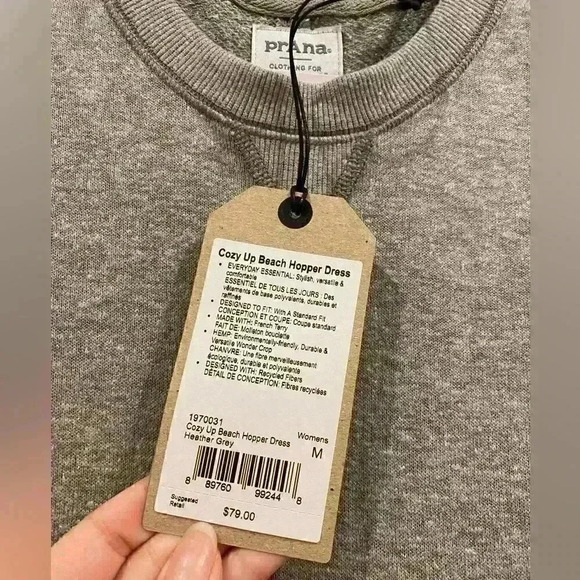 prAna
CLOTHING FOR
Cozy Up Beach Hopper Dress
• EVERYDAY ESSENTIAL: Stylish, versatile &
comfortable
ESSENTIEL DE TOUS LES JOURS : Des
vêtements de base polyvalents, durables et
raffinés
• DESIGNED TO FIT: With A Standard Fit
CONCEPTION ET COUPE: Coupe standard
• MADE WITH: French Terry
FAIT DE: Molleton bouclette
• HEMP: Environmentally-friendly, Durable &
Versatile Wonder Crop
CHANVRE: Une fibre merveilleusement
écologique, durable et polyvalente
• DESIGNED WITH: Recycled Fibers
DÉTAIL DE CONCEPTION: Fibres recyclées
1970031 Womens
Cozy Up Beach Hopper Dress M
Heather Grey
8 89760 99244 8
Suggested
Retail $79.00